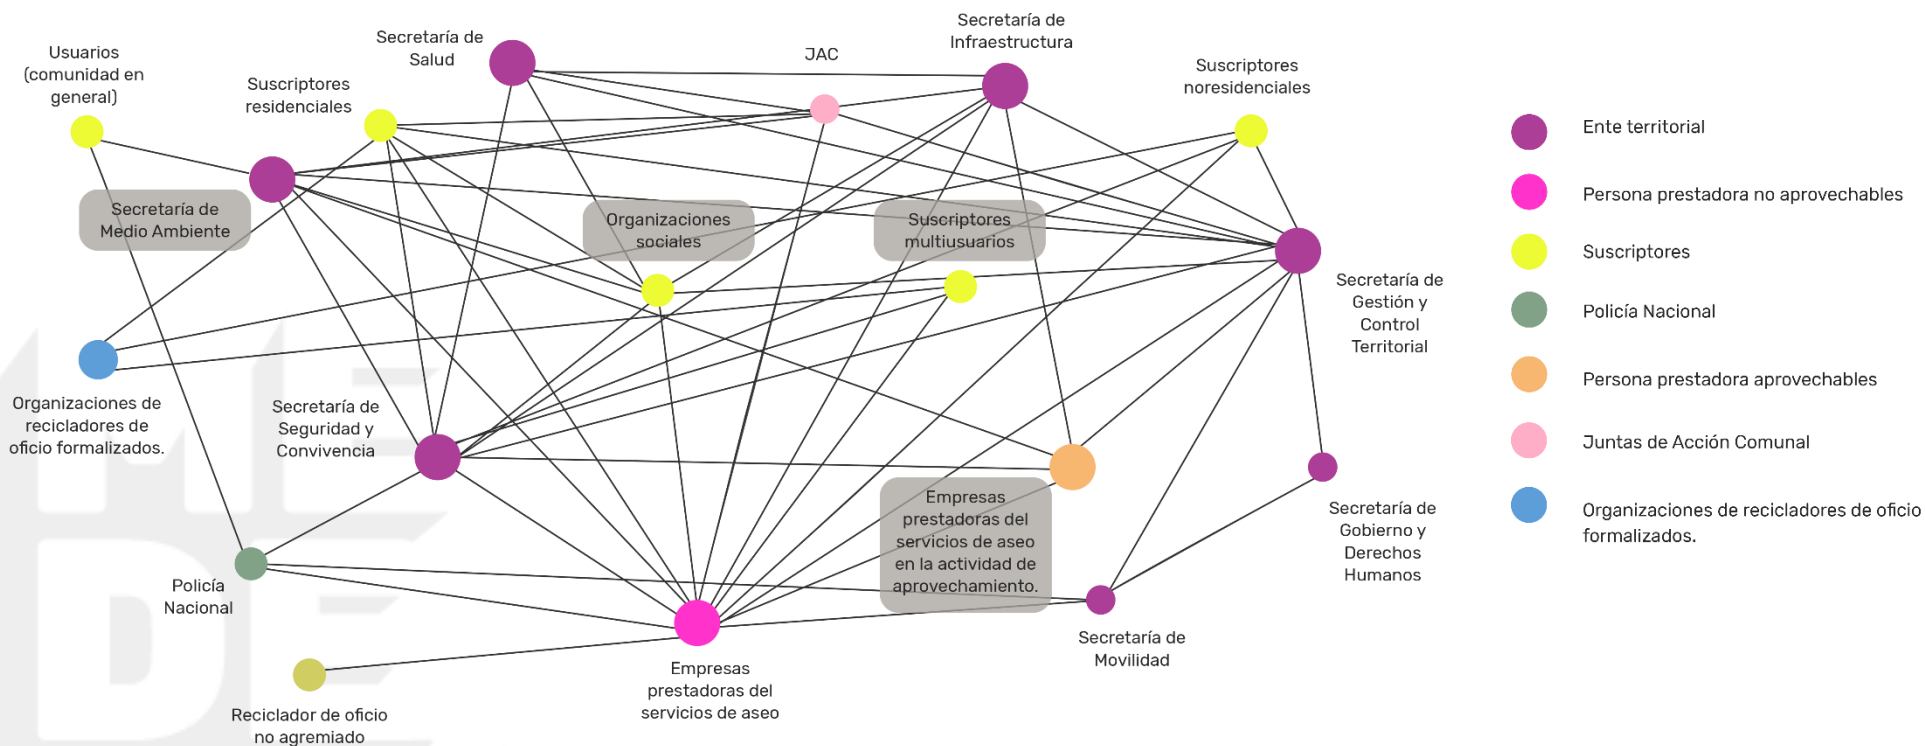 Usuarios
(comunidad en
general)
Suscriptores
residenciales
Secretaría de
Salud
JAC
Secretaría de
Infraestructura
Suscriptores
noresidenciales
Secretaría de
Medio Ambiente
Organizaciones
sociales
Suscriptores
multiusuarios
Secretaría de
Gestión y
Control
Territorial
Organizaciones de
recicladores de
oficio formalizados.
Secretaría de
Seguridad y
Convivencia
Empresas
prestadoras del
servicios de aseo
en la actividad de
aprovechamiento.
Secretaría de
Gobierno y
Derechos
Humanos
Policía
Nacional
Secretaría de
Movilidad
Empresas
prestadoras del
servicios de aseo
Reciclador de oficio
no agremiado
Ente territorial
Persona prestadora no aprovechables
Suscriptores
Policía Nacional
Persona prestadora aprovechables
Juntas de Acción Comunal
Organizaciones de recicladores de oficio
formalizados.
ME
DE